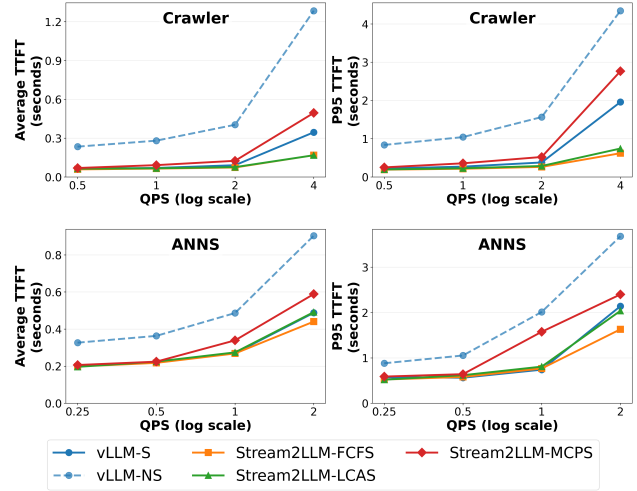 Crawler
Average TTFT
(seconds)
1.2
0.9
0.6
0.3
0.0
0.5
1
2
4
QPS (log scale)
Crawler
P95 TTFT
(seconds)
4
3
2
1
0
0.5
1
2
4
QPS (log scale)
ANNS
Average TTFT
(seconds)
0.8
0.6
0.4
0.2
0.0
0.25
0.5
1
2
QPS (log scale)
ANNS
P95 TTFT
(seconds)
3
2
1
0
0.25
0.5
1
2
QPS (log scale)
vLLM-S
vLLM-NS
Stream2LLM-FCFS
Stream2LLM-LCAS
Stream2LLM-MCPS